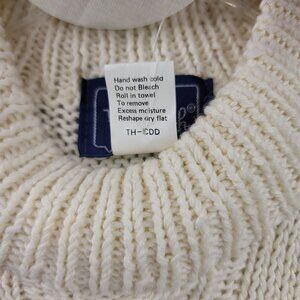 Hand wash cold
Do not Bleach
Roll in towel
To remove
Excess moisture
Reshape dry flat